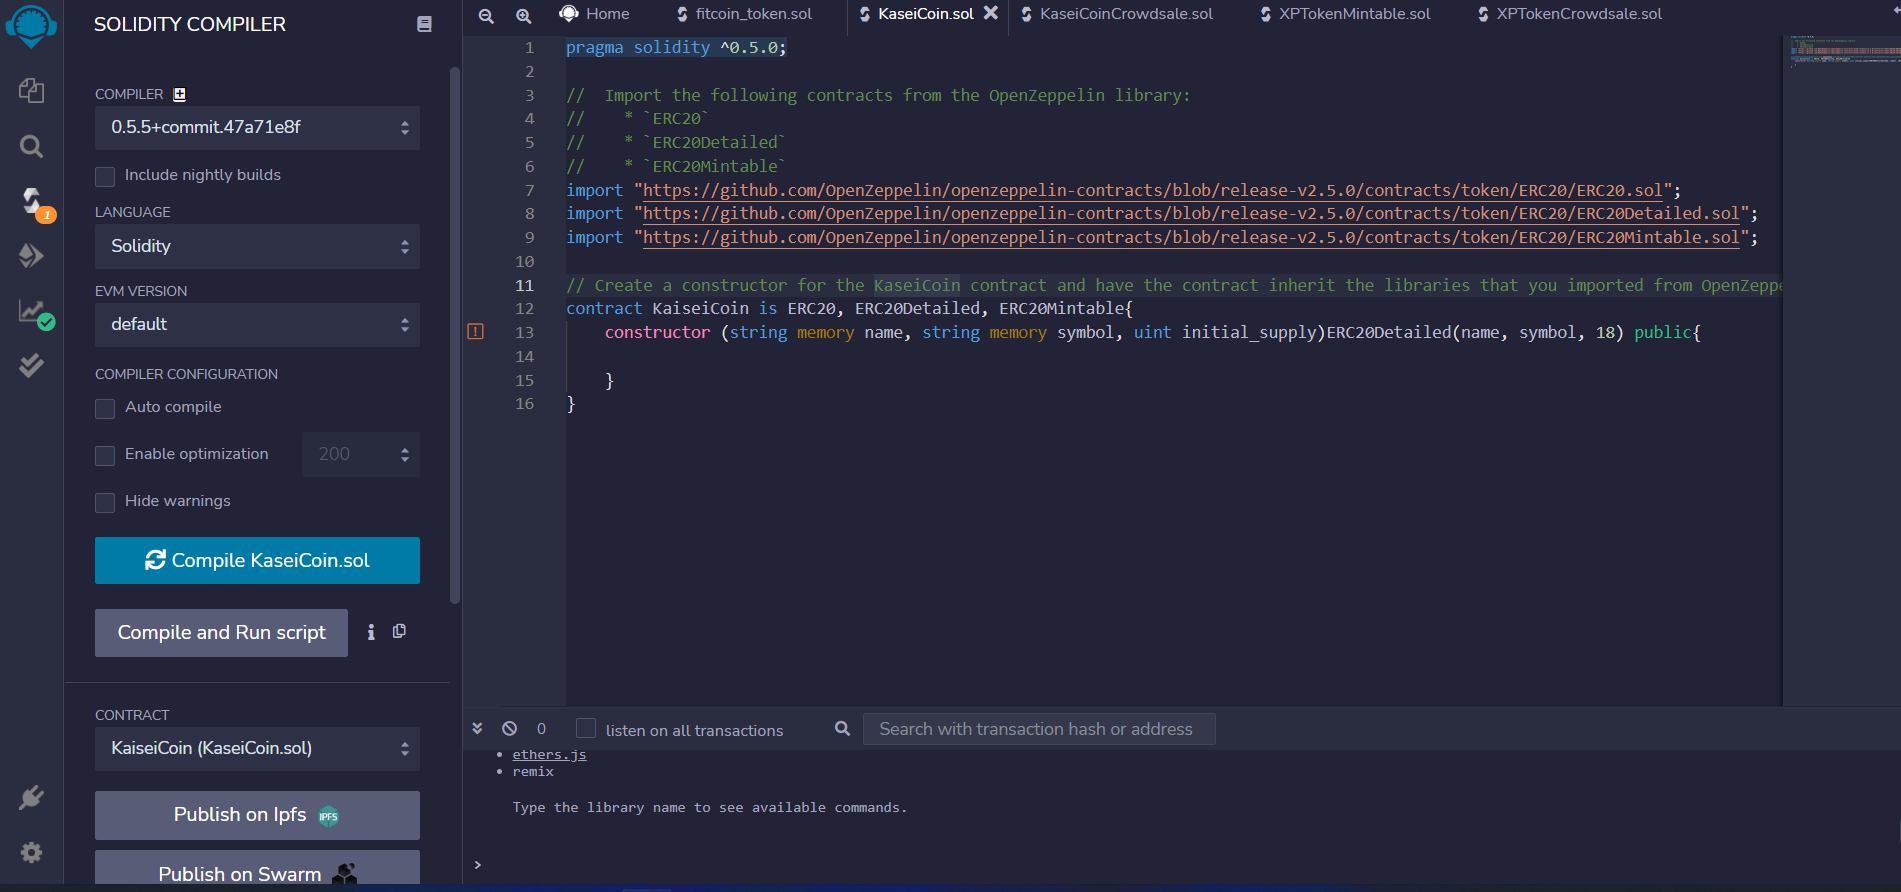 SOLIDITY COMPILER
COMPILER
0.5.5+commit.47a71e8f
Include nightly builds
LANGUAGE
Solidity
1
EVM VERSION
default
COMPILER CONFIGURATION
Auto compile
Enable optimization
200
Hide warnings
Compile KaseiCoin.sol
Compile and Run script
CONTRACT
KaiseiCoin (KaseiCoin.sol)
Publish on Ipfs
IPFS
Publish on Swarm
Home
fitcoin_token.sol
KaseiCoin.sol
KaseiCoinCrowdsale.sol
XPTokenMintable.sol
XPTokenCrowdsale.sol
1 pragma solidity ^0.5.0;
2
3 //  Import the following contracts from the OpenZeppelin library:
4 //    * `ERC20`
5 //    * `ERC20Detailed`
6 //    * `ERC20Mintable`
7 import "https://github.com/OpenZeppelin/openzeppelin-contracts/blob/release-v2.5.0/contracts/token/ERC20/ERC20.sol";
8 import "https://github.com/OpenZeppelin/openzeppelin-contracts/blob/release-v2.5.0/contracts/token/ERC20/ERC20Detailed.sol";
9 import "https://github.com/OpenZeppelin/openzeppelin-contracts/blob/release-v2.5.0/contracts/token/ERC20/ERC20Mintable.sol";
10
11 // Create a constructor for the KaseiCoin contract and have the contract inherit the libraries that you imported from OpenZeppe
12 contract KaiseiCoin is ERC20, ERC20Detailed, ERC20Mintable{
13     constructor (string memory name, string memory symbol, uint initial_supply)ERC20Detailed(name, symbol, 18) public{
14
15     }
16 }
0
listen on all transactions
Search with transaction hash or address
• ethers.js
• remix
Type the library name to see available commands.
>